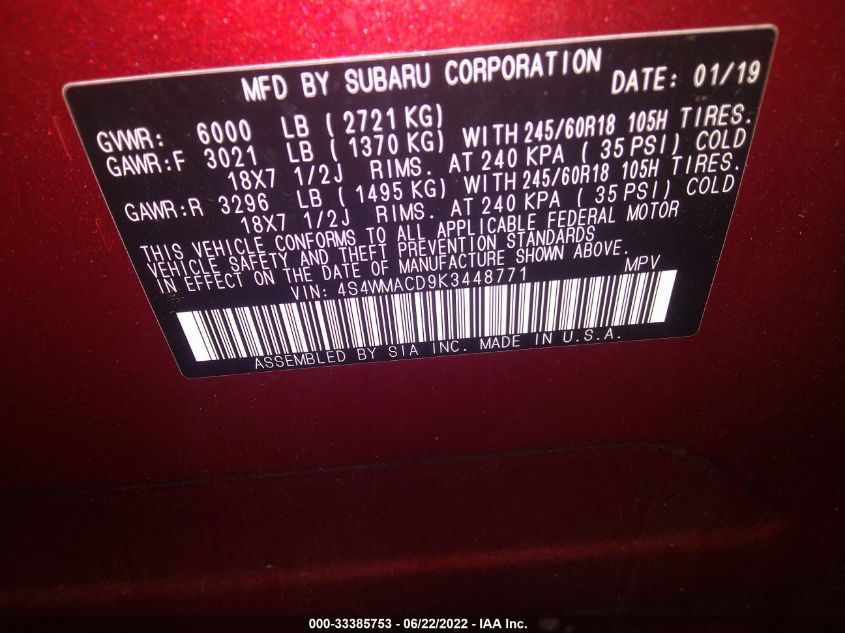 MFD BY SUBARU CORPORATION DATE: 01/19
GVWR: 6000 LB ( 2721 KG)
GAWR:F 3021 LB ( 1370 KG) WITH 245/60R18 105H TIRES.
18X7 1/2J RIMS. AT 240 KPA ( 35 PSI) COLD
GAWR:R 3296 LB ( 1495 KG) WITH 245/60R18 105H TIRES.
18X7 1/2J RIMS. AT 240 KPA ( 35 PSI) COLD
THIS VEHICLE CONFORMS TO ALL APPLICABLE FEDERAL MOTOR
VEHICLE SAFETY AND THEFT PREVENTION STANDARDS
IN EFFECT ON THE DATE OF MANUFACTURE SHOWN ABOVE.
VIN: 4S4WMACD9K3448771 MPV
ASSEMBLED BY SIA INC. MADE IN U.S.A.
000-33385753 - 06/22/2022 - IAA Inc.